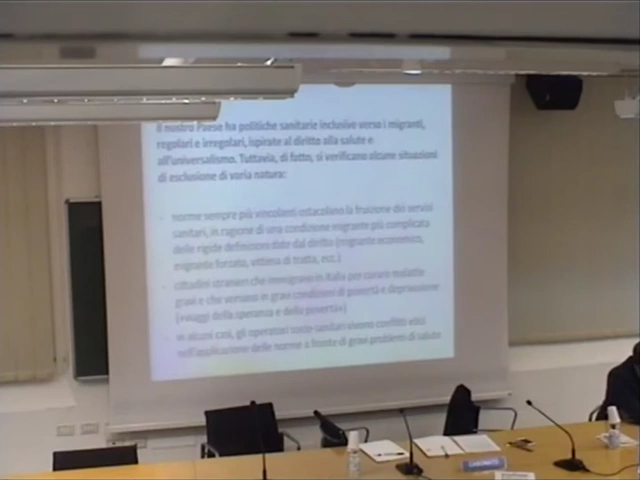 Il nostro Paese ha politiche sanitarie inclusive verso i migranti,
regolari e irregolari, ispirate al diritto alla salute e
all'universalismo. Tuttavia, di fatto, si verificano alcune situazioni
di esclusione di varia natura:
- norme sempre più vincolanti ostacolano la fruizione dei servizi
sanitari, in ragione di una condizione migrante più complicata
delle rigide definizioni date dal diritto (migrante economico,
migrante forzato, vittima di tratta, ecc.)
- cittadini stranieri che immigrano in Italia per curare malattie
gravi e che versano in gravi condizioni di povertà e deprivazione
(«viaggi della speranza e della povertà»)
- in alcuni casi, gli operatori socio-sanitari vivono conflitti etici
nell'applicazione delle norme a fronte di gravi problemi di salute